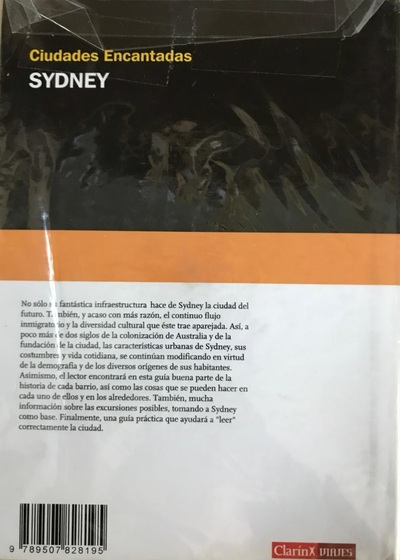 Ciudades Encantadas
SYDNEY
No sólo su fantástica infraestructura hace de Sydney la ciudad del
futuro. También, y acaso con más razón, el continuo flujo
inmigratorio y la diversidad cultural que éste trae aparejada. Así, a
poco más de dos siglos de la colonización de Australia y de la
fundación de la ciudad, las características urbanas de Sydney, sus
costumbres y vida cotidiana, se continúan modificando en virtud
de la demografía y de los diversos orígenes de sus habitantes.
Asimismo, el lector encontrará en esta guía buena parte de la
historia de cada barrio, así como las cosas que se pueden hacer en
cada uno de ellos y en los alrededores. También, mucha
información sobre las excursiones posibles, tomando a Sydney
como base. Finalmente, una guía práctica que ayudará a "leer"
correctamente la ciudad.
9 789507 828195
Clarín VIAJES